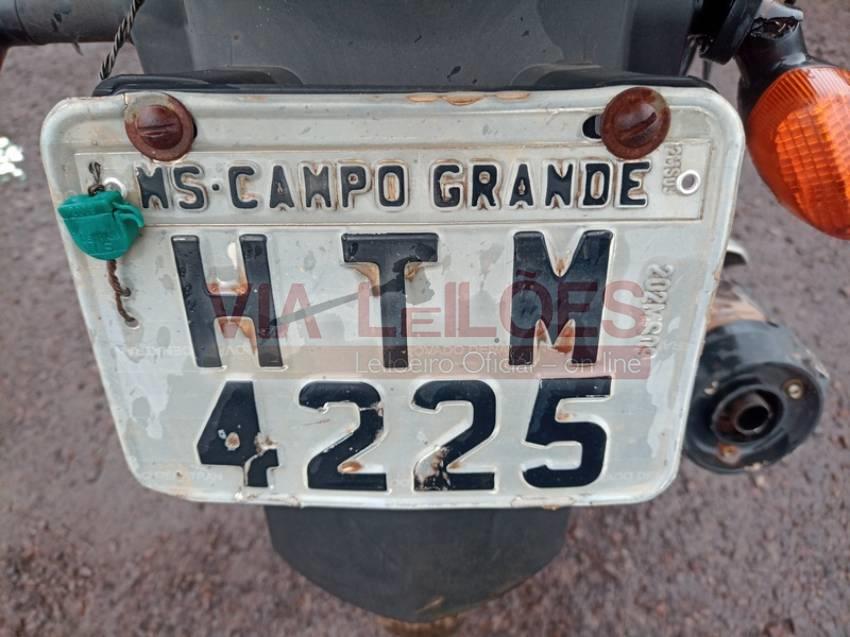 MS·CAMPO GRANDE
HTM
4225
VIA LEILÕES
Leiloeiro Oficial – on-line